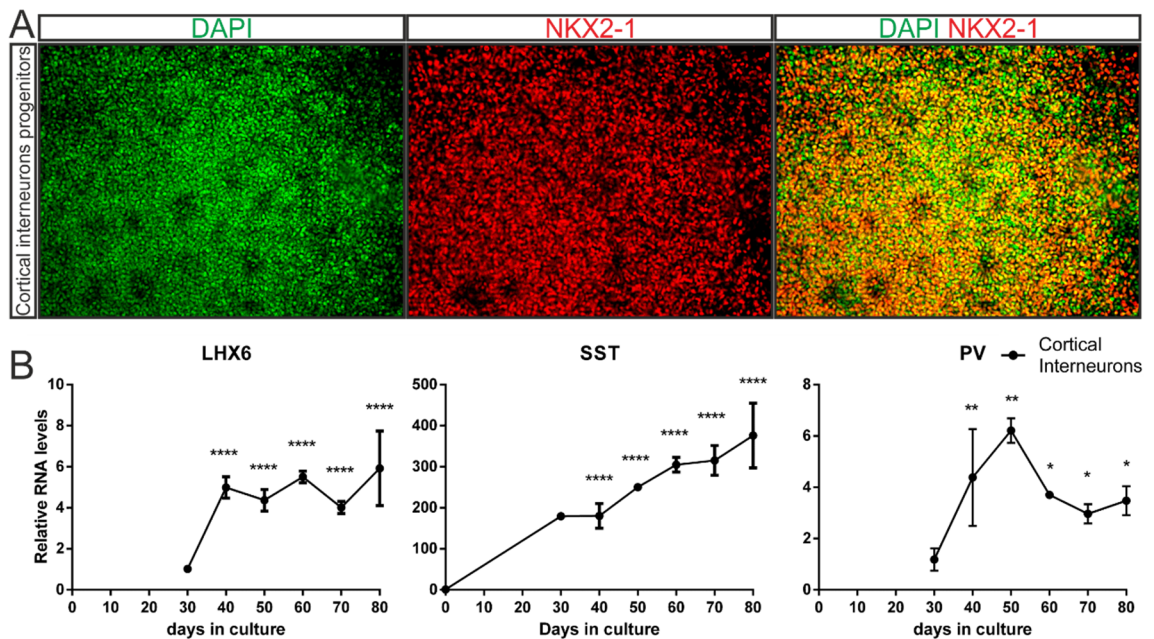 A
DAPI
NKX2-1
DAPI NKX2-1
Cortical interneurons progenitors
B
LHX6
SST
PV
Cortical
Interneurons
Relative RNA levels
10
8
6
4
2
0
0 10 20 30 40 50 60 70 80
days in culture
****
****
****
****
****
500
400
300
200
100
0
0 10 20 30 40 50 60 70 80
Days in culture
****
****
****
****
****
8
6
4
2
0
0 10 20 30 40 50 60 70 80
days in culture
**
**
*
*
*